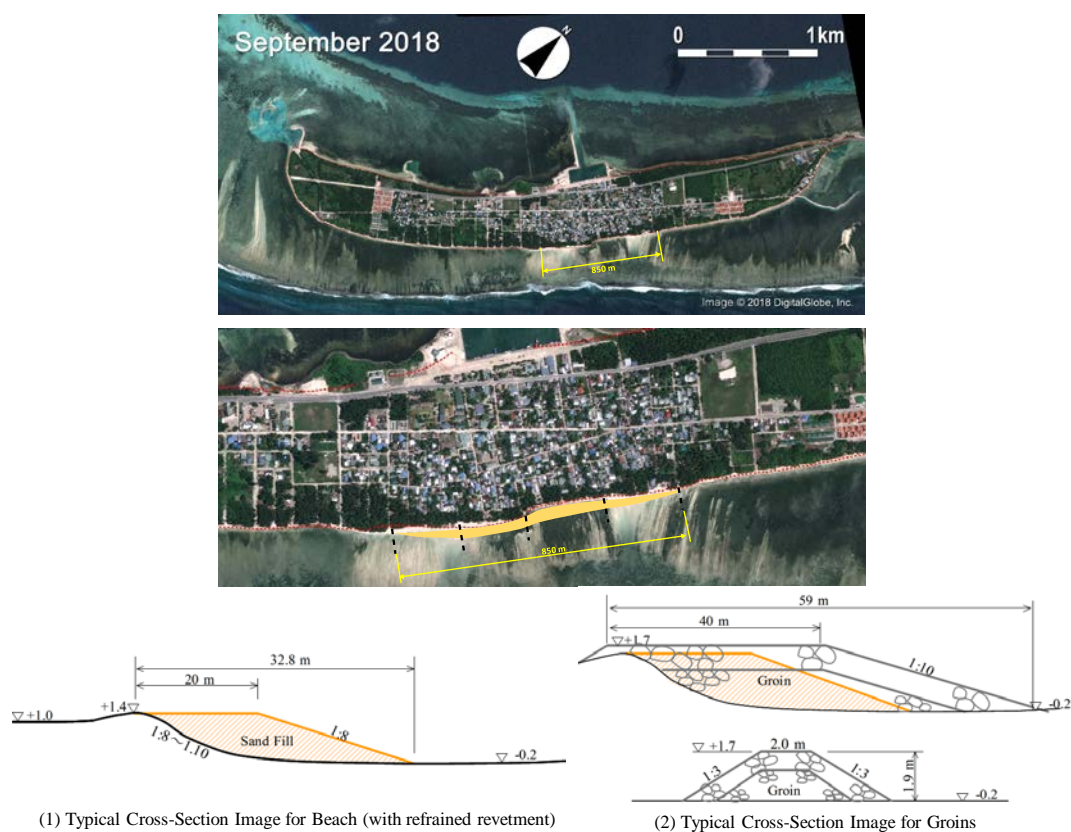 September 2018
N
0 1km
850 m
Image © 2018 DigitalGlobe, Inc.
850 m
32.8 m
20 m
+1.0
+1.4
1:8～1.10
Sand Fill
1:8
-0.2
(1) Typical Cross-Section Image for Beach (with refrained revetment)
59 m
40 m
+1.7
1:10
Groin
-0.2
+1.7
2.0 m
1:3
1:3
1.9 m
Groin
-0.2
(2) Typical Cross-Section Image for Groins